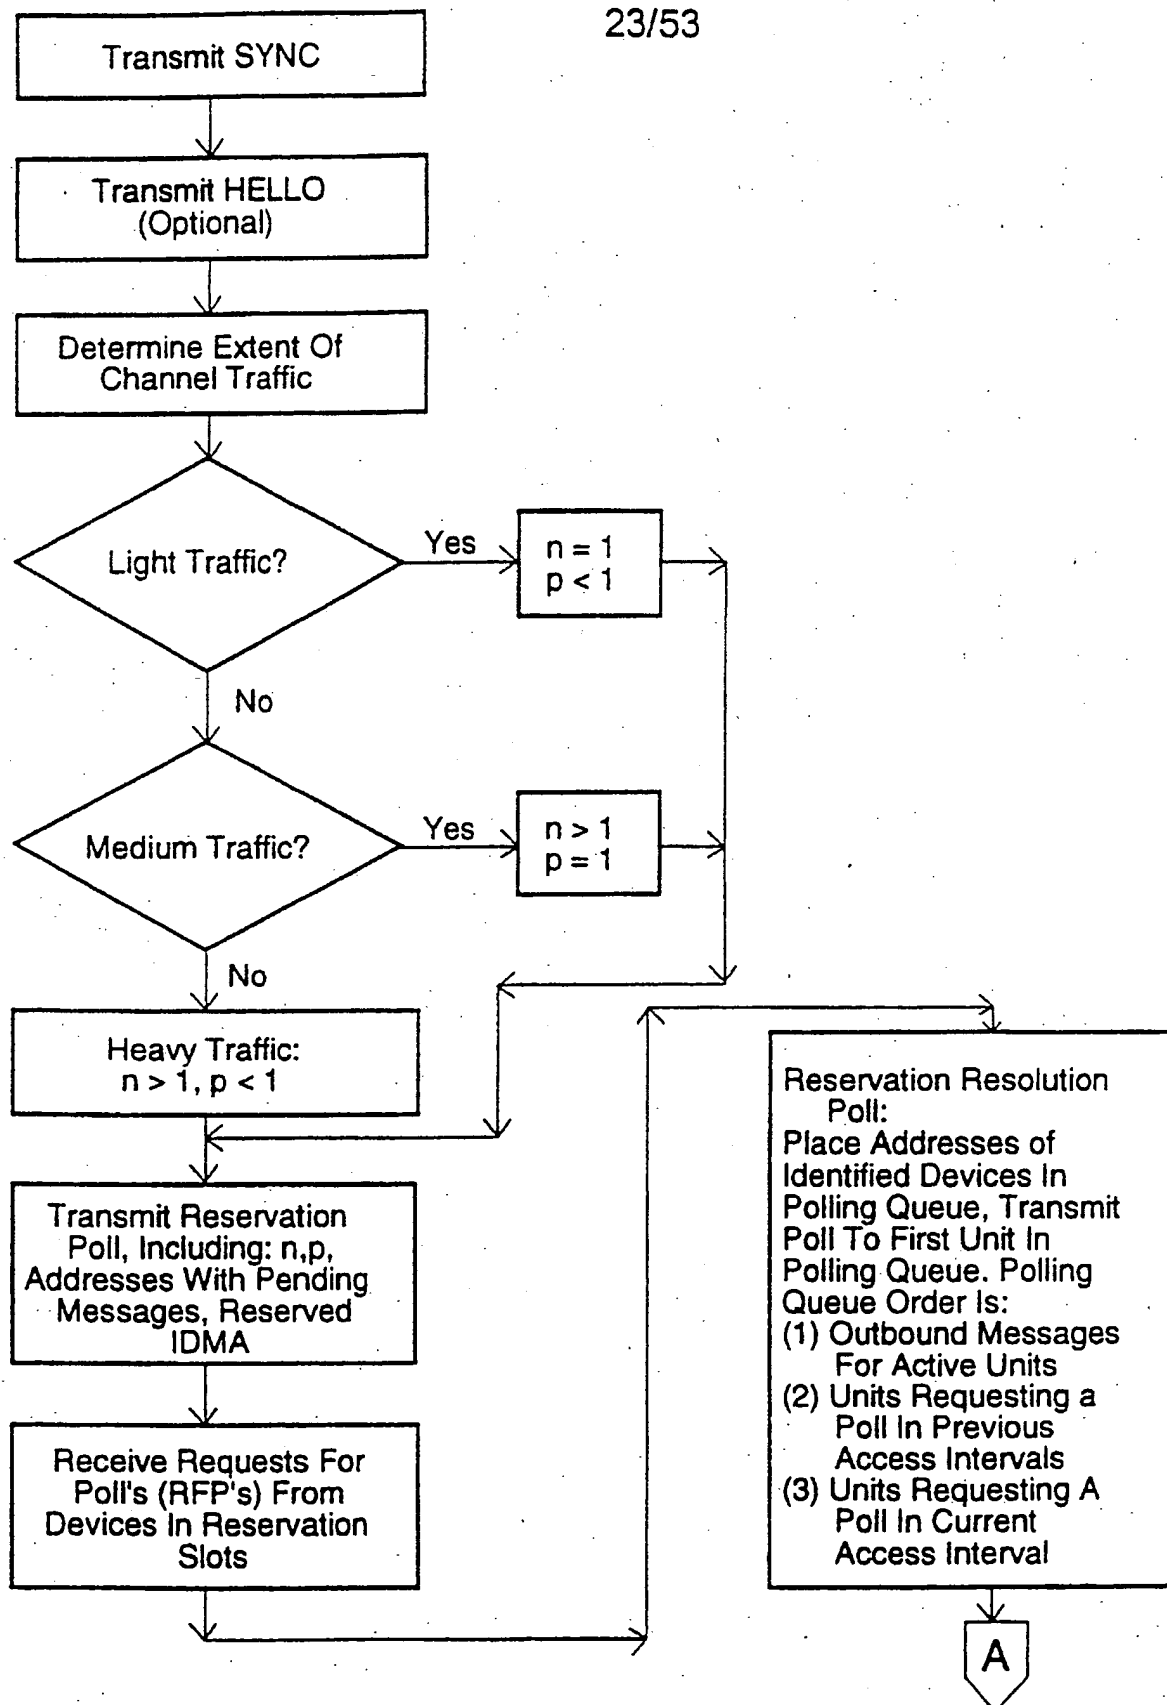 23/53
Transmit SYNC
Transmit HELLO
(Optional)
Determine Extent Of
Channel Traffic
Light Traffic?
Yes
n = 1
p < 1
No
Medium Traffic?
Yes
n > 1
p = 1
No
Heavy Traffic:
n > 1, p < 1
Transmit Reservation
Poll, Including: n,p,
Addresses With Pending
Messages, Reserved
IDMA
Receive Requests For
Poll's (RFP's) From
Devices In Reservation
Slots
Reservation Resolution
Poll:
Place Addresses of
Identified Devices In
Polling Queue, Transmit
Poll To First Unit In
Polling Queue. Polling
Queue Order Is:
(1) Outbound Messages
For Active Units
(2) Units Requesting a
Poll In Previous
Access Intervals
(3) Units Requesting A
Poll In Current
Access Interval
A